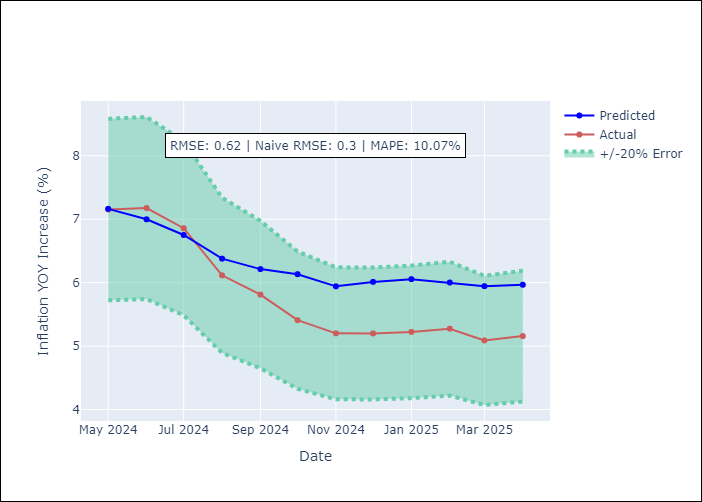 RMSE: 0.62 | Naive RMSE: 0.3 | MAPE: 10.07%
Predicted
Actual
+/-20% Error
Inflation YOY Increase (%)
8
7
6
5
4
May 2024
Jul 2024
Sep 2024
Nov 2024
Jan 2025
Mar 2025
Date